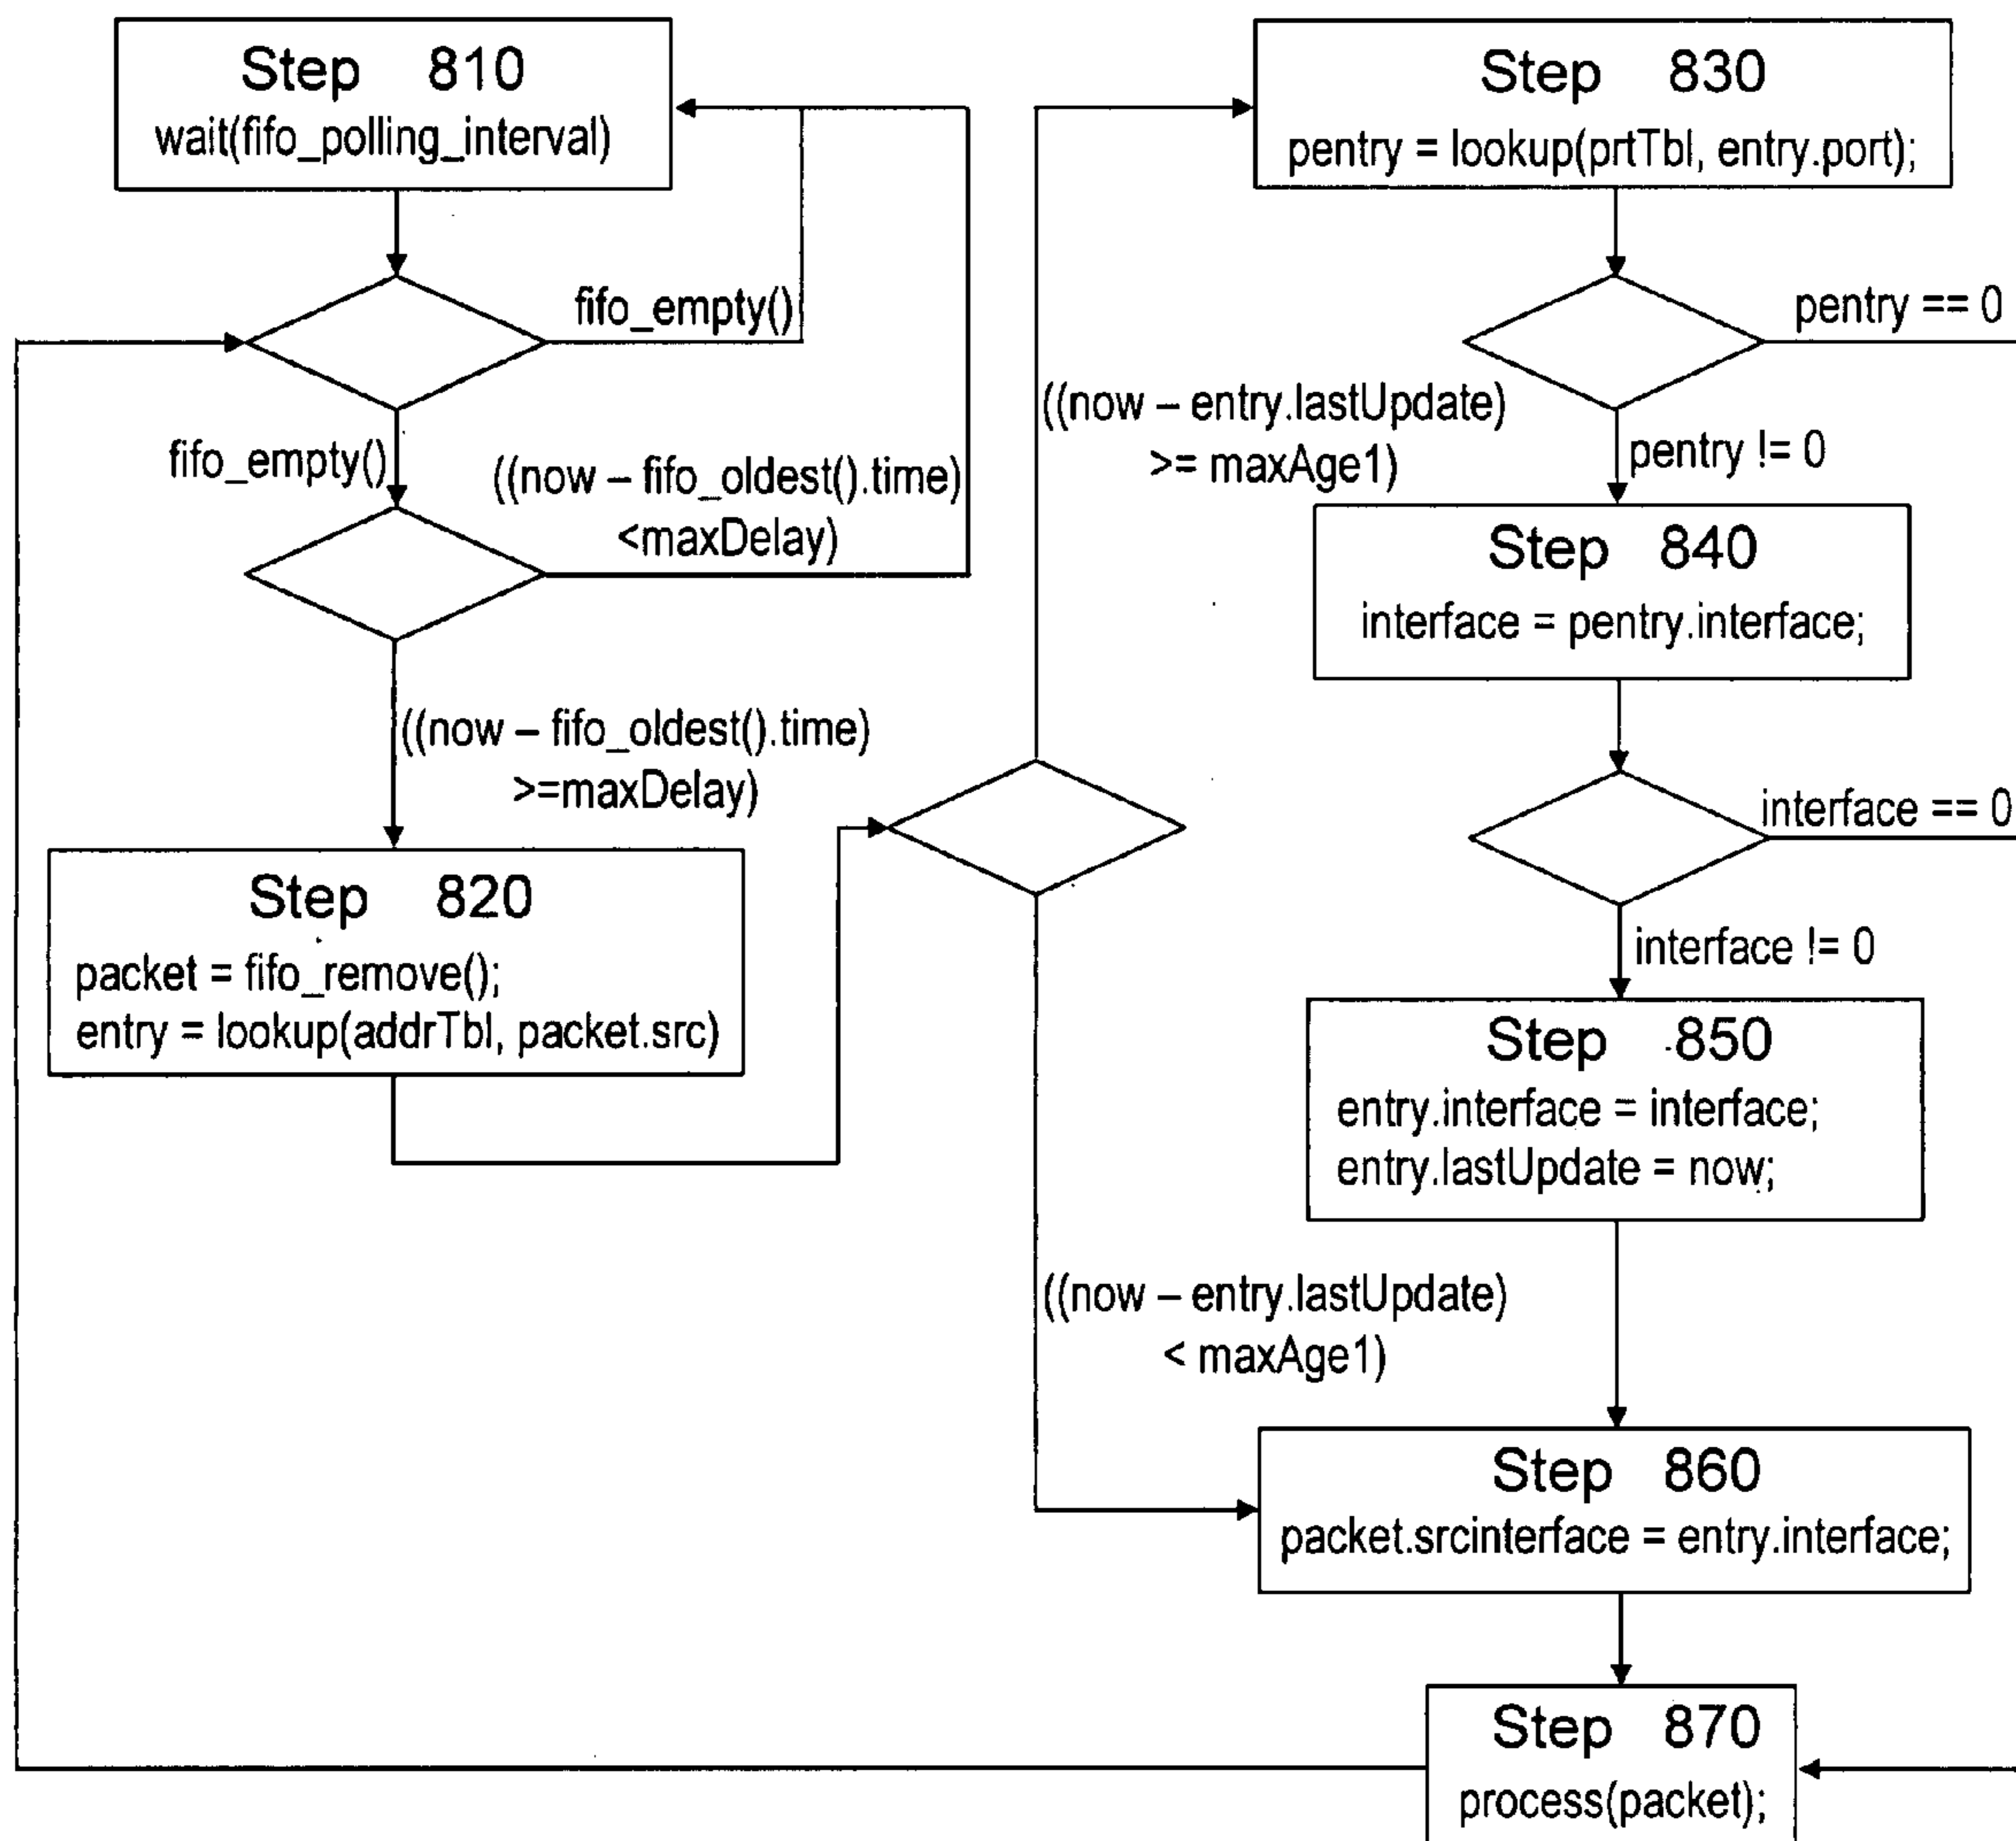 Step 810
wait(fifo_polling_interval)
fifo_empty()
fifo_empty()
((now – fifo_oldest().time)
<maxDelay)
((now – fifo_oldest().time)
>=maxDelay)
Step 820
packet = fifo_remove();
entry = lookup(addrTbl, packet.src)
((now – entry.lastUpdate)
>= maxAge1)
((now – entry.lastUpdate)
< maxAge1)
Step 830
pentry = lookup(prtTbl, entry.port);
pentry == 0
pentry != 0
Step 840
interface = pentry.interface;
interface == 0
interface != 0
Step 850
entry.interface = interface;
entry.lastUpdate = now;
Step 860
packet.srcinterface = entry.interface;
Step 870
process(packet);